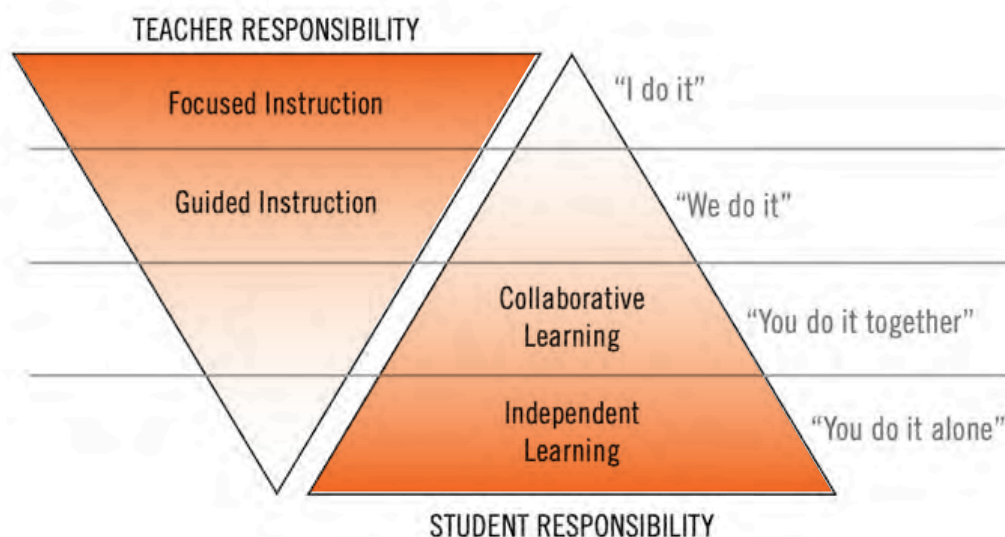 TEACHER RESPONSIBILITY
Focused Instruction
“I do it”
Guided Instruction
“We do it”
Collaborative
Learning
“You do it together”
Independent
Learning
“You do it alone”
STUDENT RESPONSIBILITY